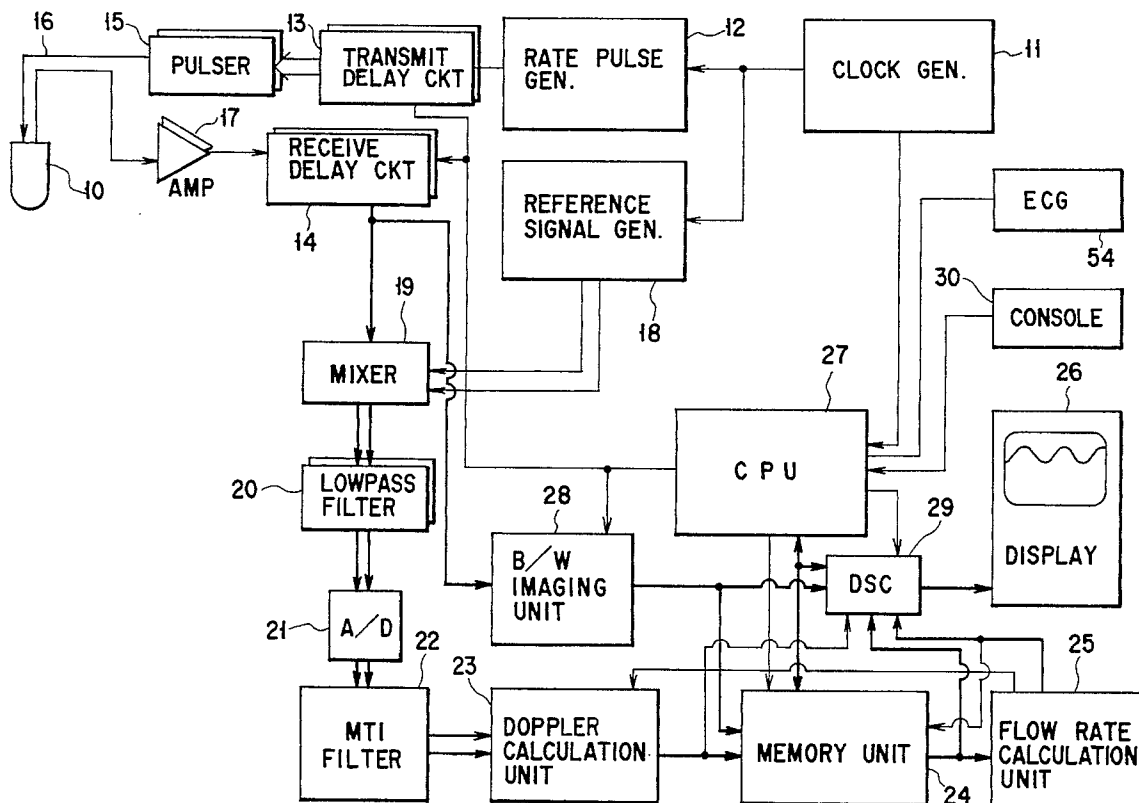 16
15
PULSER
13
TRANSMIT
DELAY CKT
12
RATE PULSE
GEN.
11
CLOCK GEN.
10
17
AMP
RECEIVE
DELAY CKT
14
REFERENCE
SIGNAL GEN.
18
ECG
54
30
CONSOLE
19
MIXER
27
CPU
26
DISPLAY
20
LOWPASS
FILTER
28
B/W
IMAGING
UNIT
29
DSC
21
A/D
22
MTI
FILTER
23
DOPPLER
CALCULATION
UNIT
MEMORY UNIT
24
25
FLOW RATE
CALCULATION
UNIT